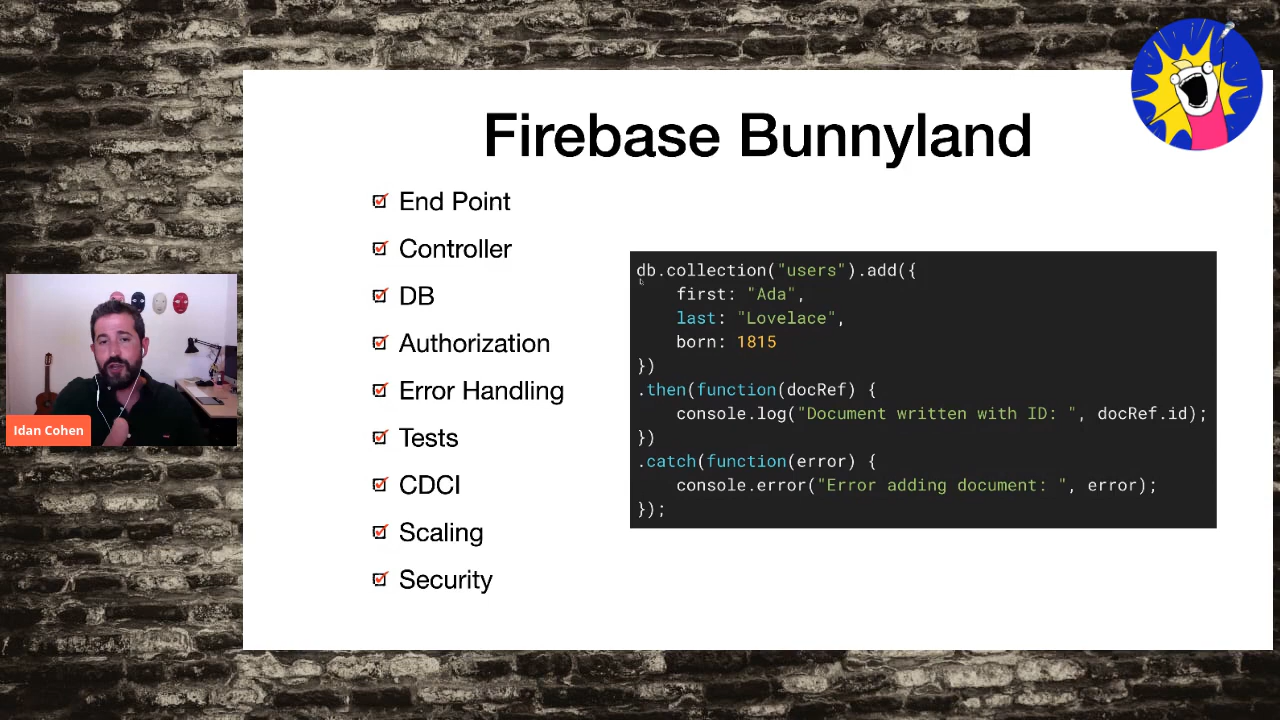 Firebase Bunnyland
End Point
Controller
DB
Authorization
Error Handling
Tests
CDCI
Scaling
Security
db.collection("users").add({
    first: "Ada",
    last: "Lovelace",
    born: 1815
})
.then(function(docRef) {
    console.log("Document written with ID: ", docRef.id);
})
.catch(function(error) {
    console.error("Error adding document: ", error);
});
Idan Cohen